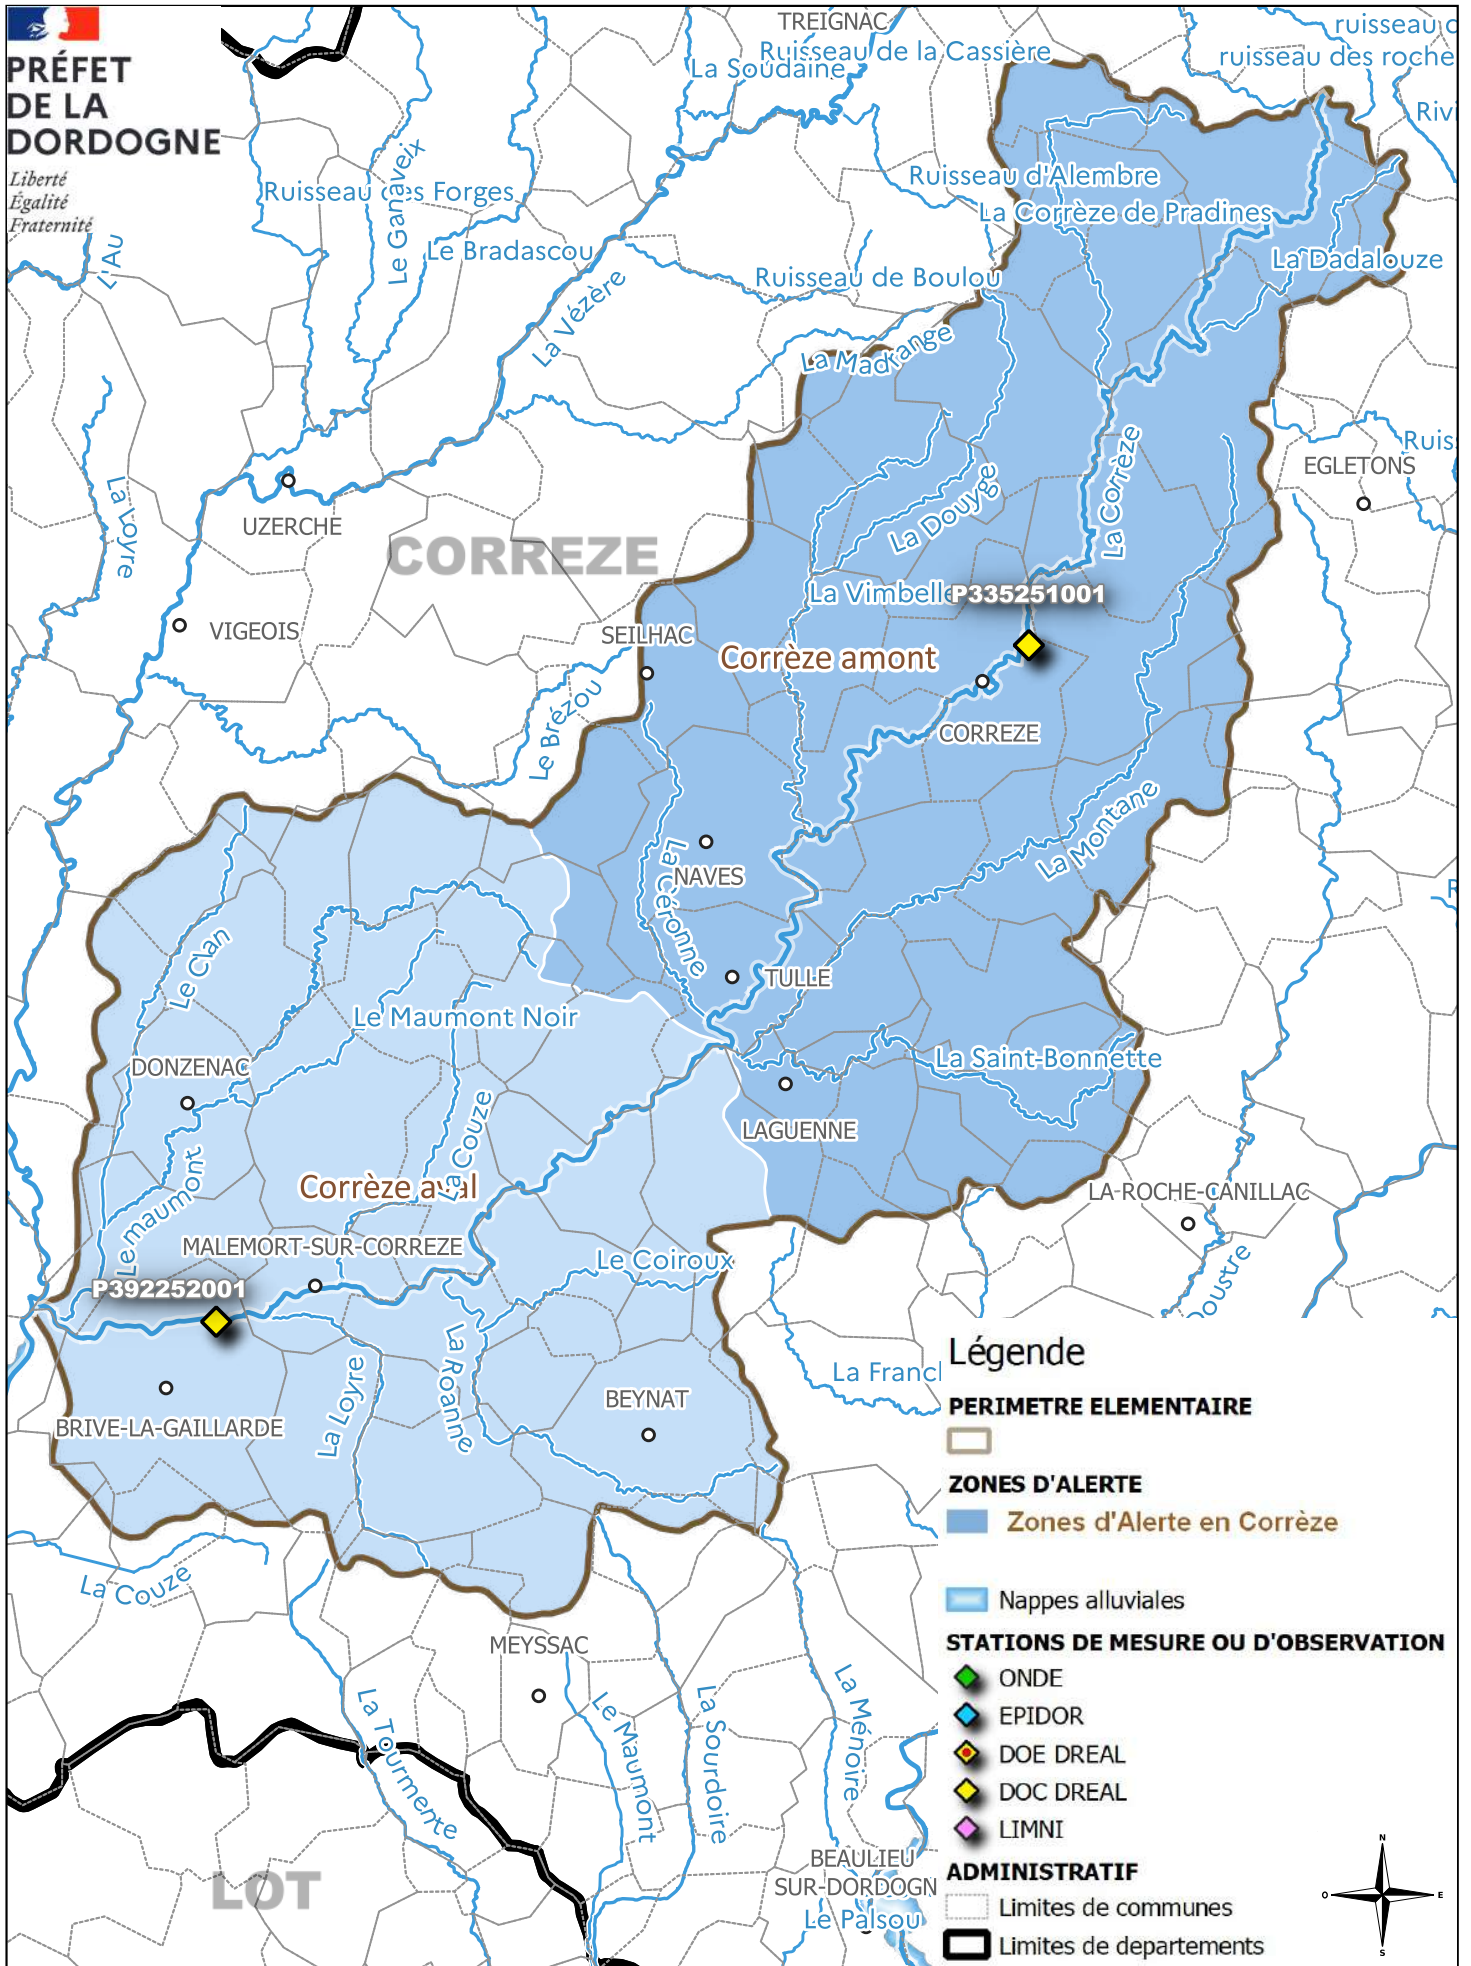 PRÉFET
DE LA
DORDOGNE
Liberté
Égalité
Fraternité
TREIGNAC
Ruisseau de la Cassière
La Soudaine
ruisseau des roche
Ruisseau d'Alembre
La Corrèze de Pradines
La Dadalouze
Ruisseau des Forges
Le Ganaveix
Le Bradascou
L'Au
Ruisseau de Boulou
La Vézère
La Madrange
La Loyre
UZERCHE
CORREZE
La Douyge
La Corrèze
EGLETONS
Ruis
La Vimbelle
P335251001
VIGEOIS
SEILHAC
Corrèze amont
Le Brézou
CORREZE
La Montane
NAVES
La Céronne
Le Clan
TULLE
Le Maumont Noir
DONZENAC
La Saint-Bonnette
La Couze
LAGUENNE
Corrèze aval
Le maumont
LA-ROCHE-CANILLAC
MALEMORT-SUR-CORREZE
Le Coiroux
Doustre
P392252001
La Loyre
La Roanne
La Franc
BEYNAT
BRIVE-LA-GAILLARDE
La Couze
MEYSSAC
La Tourmente
Le Maumont
La Sourdoire
La Ménoire
LOT
BEAULIEU
SUR-DORDOGN
Le Palsou
Légende
PERIMETRE ELEMENTAIRE
ZONES D'ALERTE
Zones d'Alerte en Corrèze
Nappes alluviales
STATIONS DE MESURE OU D'OBSERVATION
ONDE
EPIDOR
DOE DREAL
DOC DREAL
LIMNI
ADMINISTRATIF
Limites de communes
Limites de departements
N
O
E
S